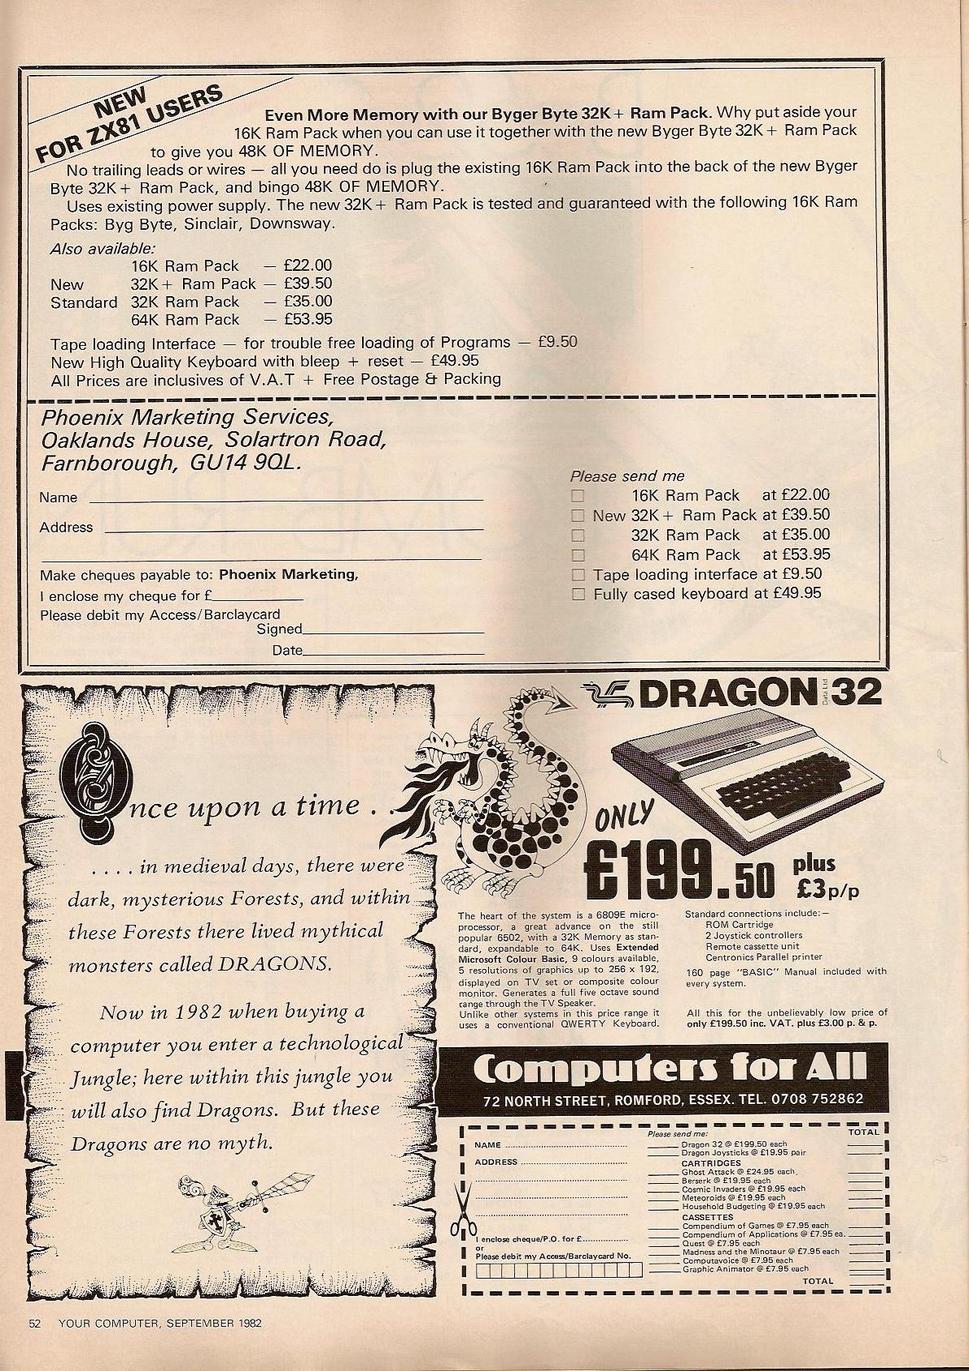 NEW
FOR ZX81 USERS
Even More Memory with our Byger Byte 32K+ Ram Pack. Why put aside your
16K Ram Pack when you can use it together with the new Byger Byte 32K+ Ram Pack
to give you 48K OF MEMORY.
No trailing leads or wires — all you need do is plug the existing 16K Ram Pack into the back of the new Byger
Byte 32K+ Ram Pack, and bingo 48K OF MEMORY.
Uses existing power supply. The new 32K+ Ram Pack is tested and guaranteed with the following 16K Ram
Packs: Byg Byte, Sinclair, Downsway.
Also available:
16K Ram Pack — £22.00
New 32K+ Ram Pack — £39.50
Standard 32K Ram Pack — £35.00
64K Ram Pack — £53.95
Tape loading Interface — for trouble free loading of Programs — £9.50
New High Quality Keyboard with bleep + reset — £49.95
All Prices are inclusives of V.A.T + Free Postage & Packing
Phoenix Marketing Services,
Oaklands House, Solartron Road,
Farnborough, GU14 9QL.
Name
Address
Make cheques payable to: Phoenix Marketing,
I enclose my cheque for £
Please debit my Access/Barclaycard
Signed
Date
Please send me
16K Ram Pack at £22.00
New 32K+ Ram Pack at £39.50
32K Ram Pack at £35.00
64K Ram Pack at £53.95
Tape loading interface at £9.50
Fully cased keyboard at £49.95
Once upon a time . .
. . . . in medieval days, there were
dark, mysterious Forests, and within
these Forests there lived mythical
monsters called DRAGONS.
Now in 1982 when buying a
computer you enter a technological
Jungle; here within this jungle you
will also find Dragons. But these
Dragons are no myth.
DRAGON 32
ONLY
£199.50 plus
£3p/p
The heart of the system is a 6809E micro-
processor, a great advance on the still
popular 6502, with a 32K Memory as stan-
dard, expandable to 64K. Uses Extended
Microsoft Colour Basic, 9 colours available,
5 resolutions of graphics up to 256 x 192,
displayed on TV set or composite colour
monitor. Generates a full five octave sound
range through the TV Speaker.
Unlike other systems in this price range it
uses a conventional QWERTY Keyboard.
Standard connections include:—
ROM Cartridge
2 Joystick controllers
Remote cassette unit
Centronics Parallel printer
160 page "BASIC" Manual included with
every system.
All this for the unbelievably low price of
only £199.50 inc. VAT. plus £3.00 p. & p.
Computers for All
72 NORTH STREET, ROMFORD, ESSEX. TEL. 0708 752862
NAME
ADDRESS
I enclose cheque/P.O. for £
or
Please debit my Access/Barclaycard No.
Please send me: TOTAL
Dragon 32 @ £199.50 each
Dragon Joysticks @ £19.95 pair
CARTRIDGES
Ghost Attack @ £24.95 each
Berserk @ £19.95 each
Cosmic Invaders @ £19.95 each
Meteoroids @ £19.95 each
Household Budgeting @ £19.95 each
CASSETTES
Compendium of Games @ £7.95 each
Compendium of Applications @ £7.95 ea.
Quest @ £7.95 each
Madness and the Minotaur @ £7.95 each
Computavoice @ £7.95 each
Graphic Animator @ £7.95 each
TOTAL
52 YOUR COMPUTER, SEPTEMBER 1982